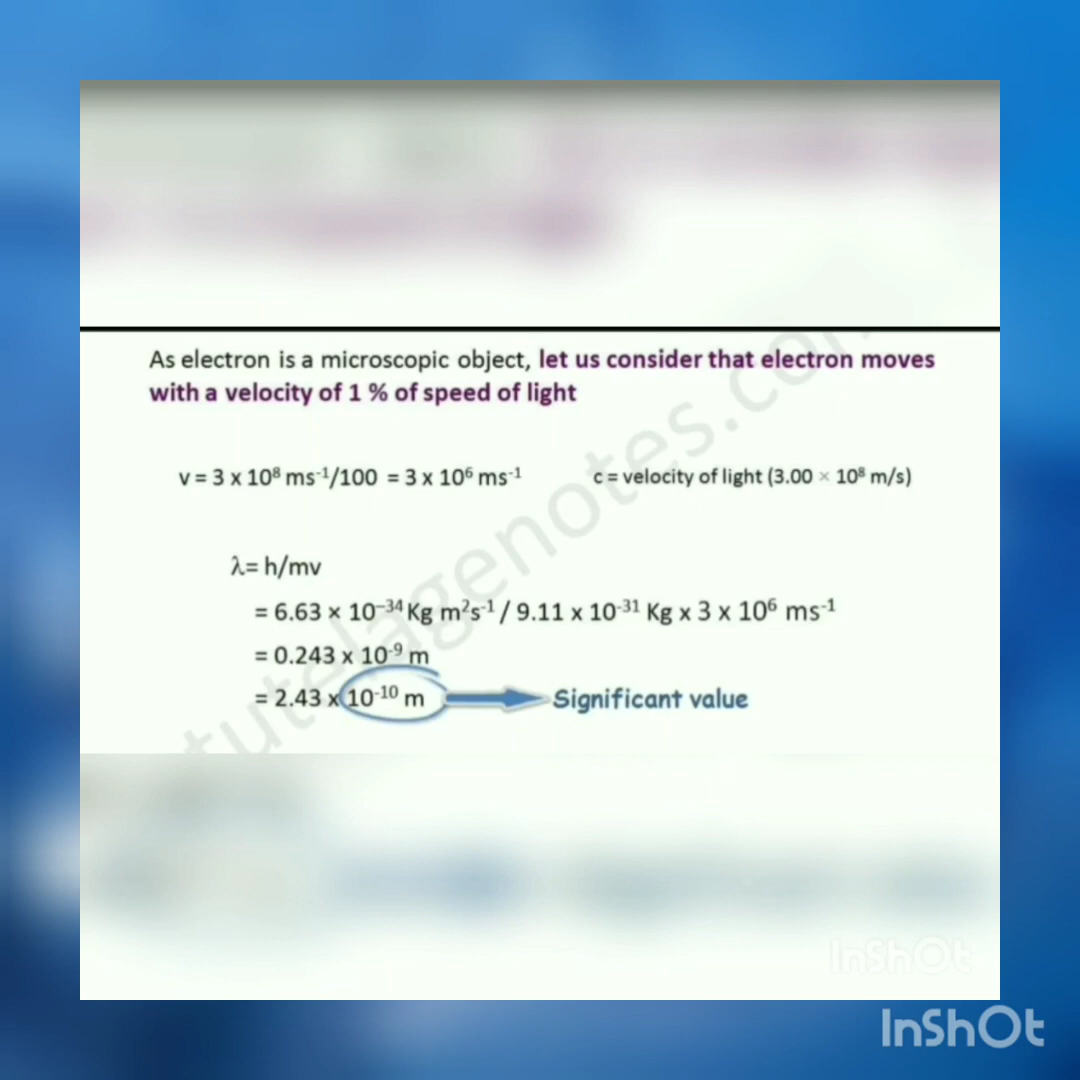 As electron is a microscopic object, let us consider that electron moves
with a velocity of 1 % of speed of light
v = 3 x 10⁸ ms⁻¹/100 = 3 x 10⁶ ms⁻¹
c = velocity of light (3.00 × 10⁸ m/s)
λ= h/mv
= 6.63 × 10⁻³⁴ Kg m²s⁻¹ / 9.11 x 10⁻³¹ Kg x 3 x 10⁶ ms⁻¹
= 0.243 x 10⁻⁹ m
= 2.43 x 10⁻¹⁰ m
Significant value
tutelagenotes.com
InShOt
InShOt